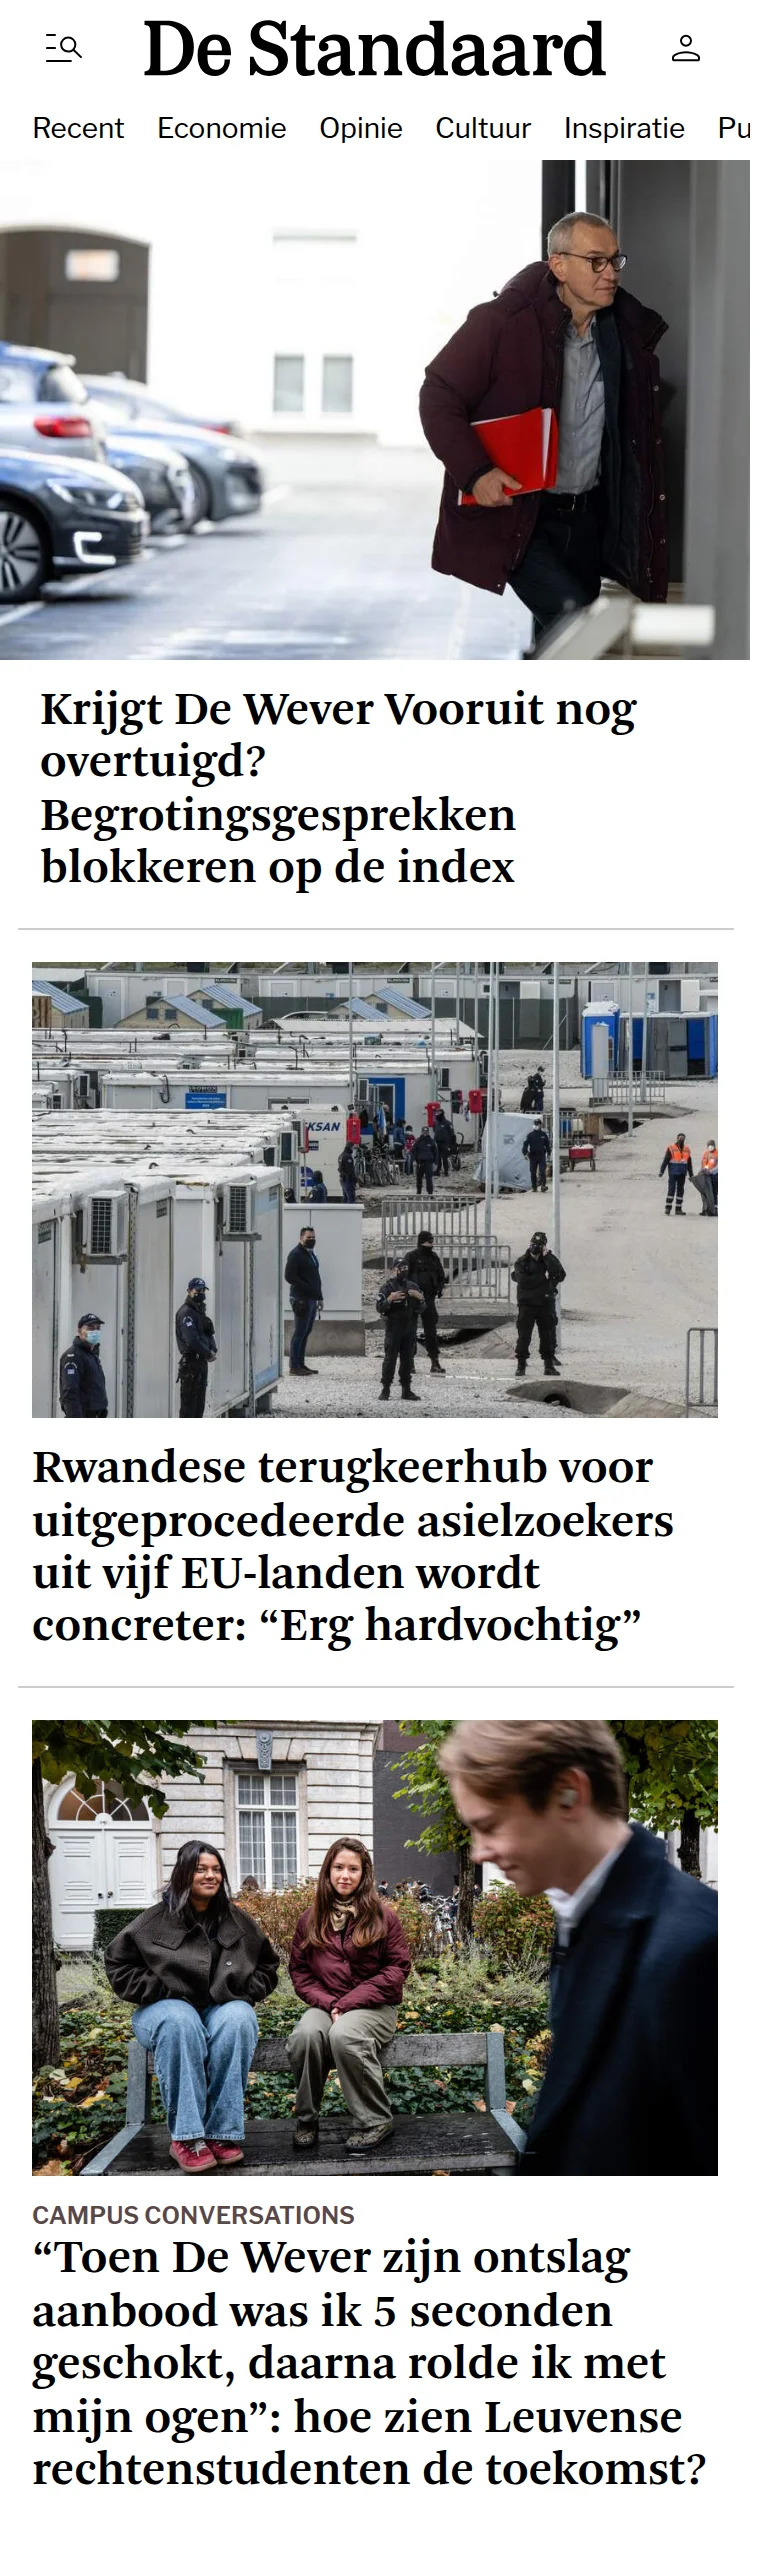 De Standaard
Recent Economie Opinie Cultuur Inspiratie Pu
Krijgt De Wever Vooruit nog
overtuigd?
Begrotingsgesprekken
blokkeren op de index
KSAN
Rwandese terugkeerhub voor
uitgeprocedeerde asielzoekers
uit vijf EU-landen wordt
concreter: “Erg hardvochtig”
CAMPUS CONVERSATIONS
“Toen De Wever zijn ontslag
aanbood was ik 5 seconden
geschokt, daarna rolde ik met
mijn ogen”: hoe zien Leuvense
rechtenstudenten de toekomst?